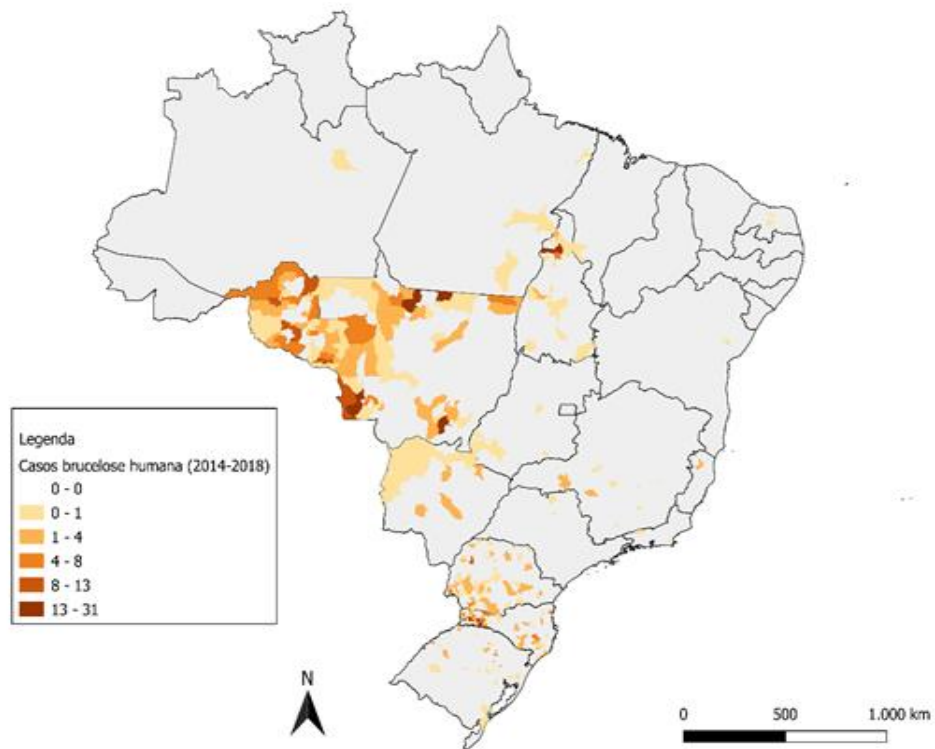 Legenda
Casos brucelose humana (2014-2018)
0 - 0
0 - 1
1 - 4
4 - 8
8 - 13
13 - 31
N
0 500 1.000 km